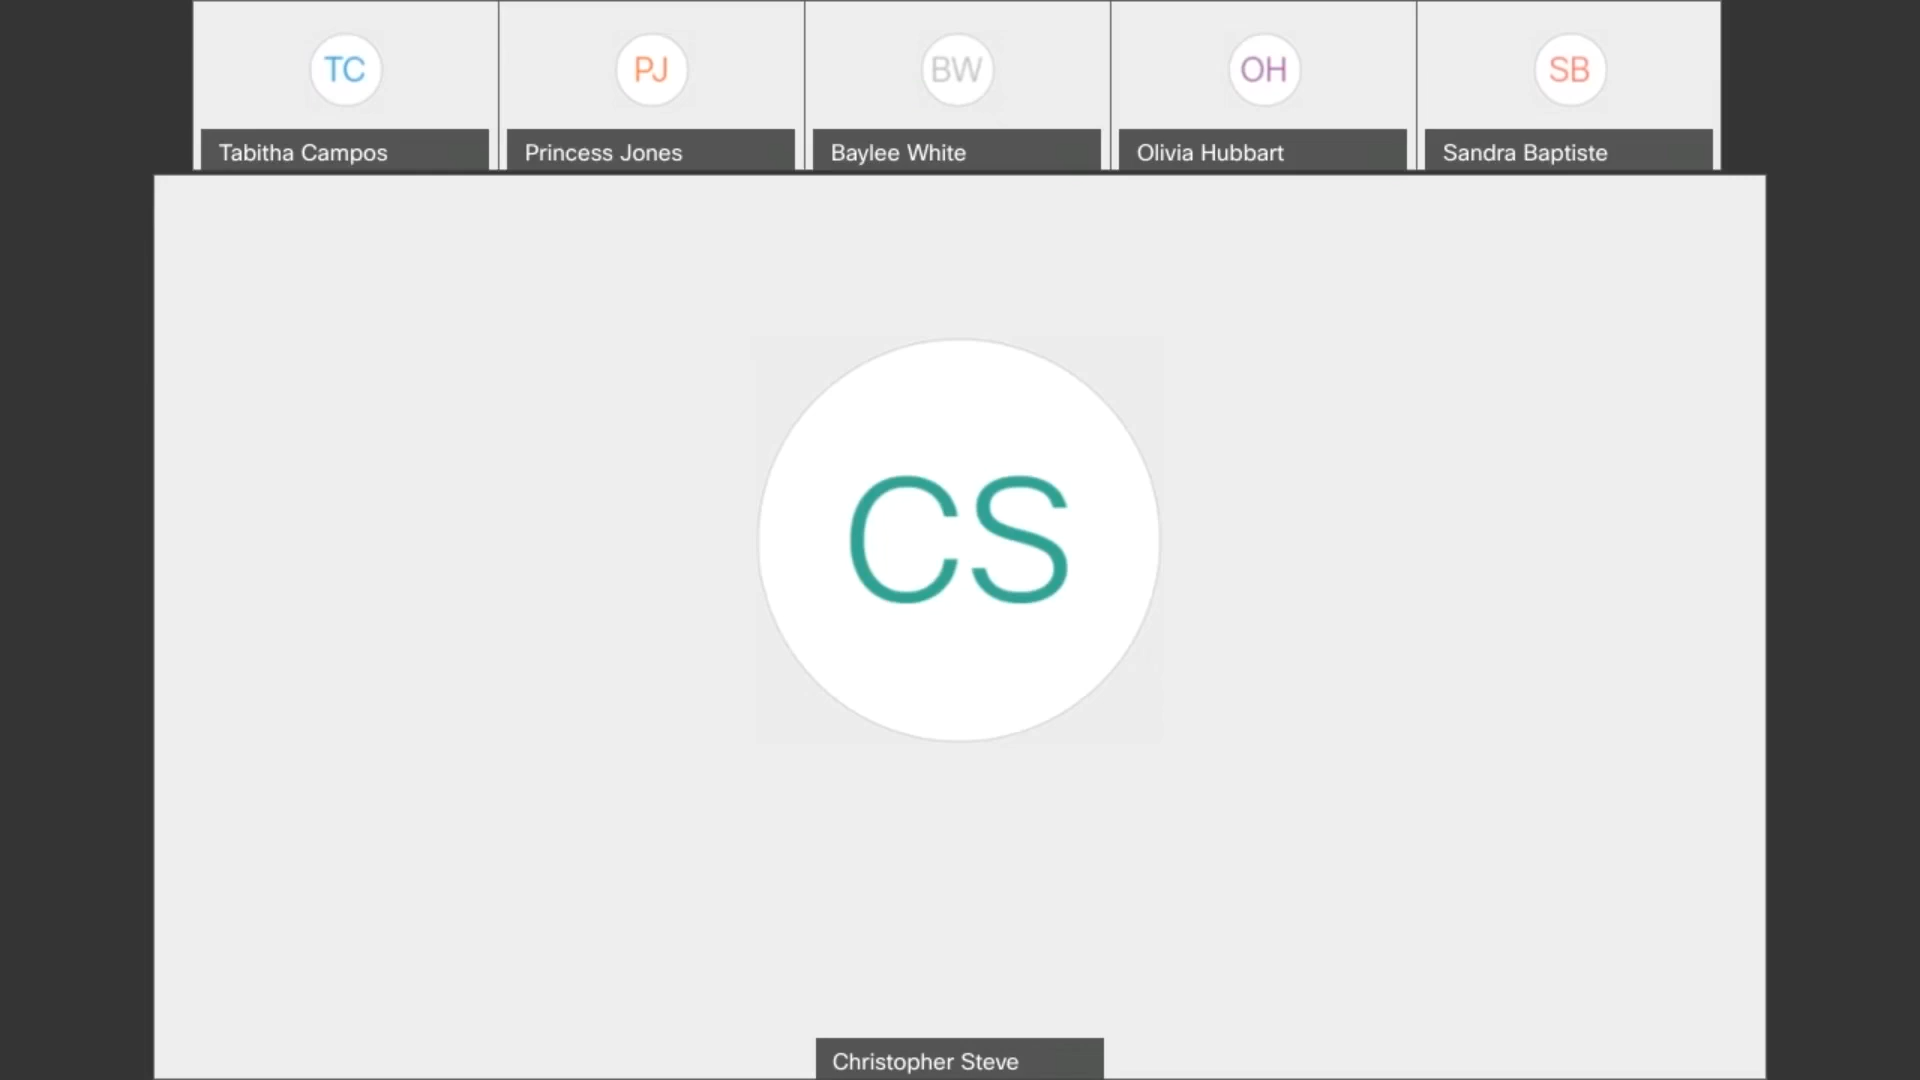 TC
PJ
BW
OH
SB
Tabitha Campos
Princess Jones
Baylee White
Olivia Hubbart
Sandra Baptiste
CS
Christopher Steve